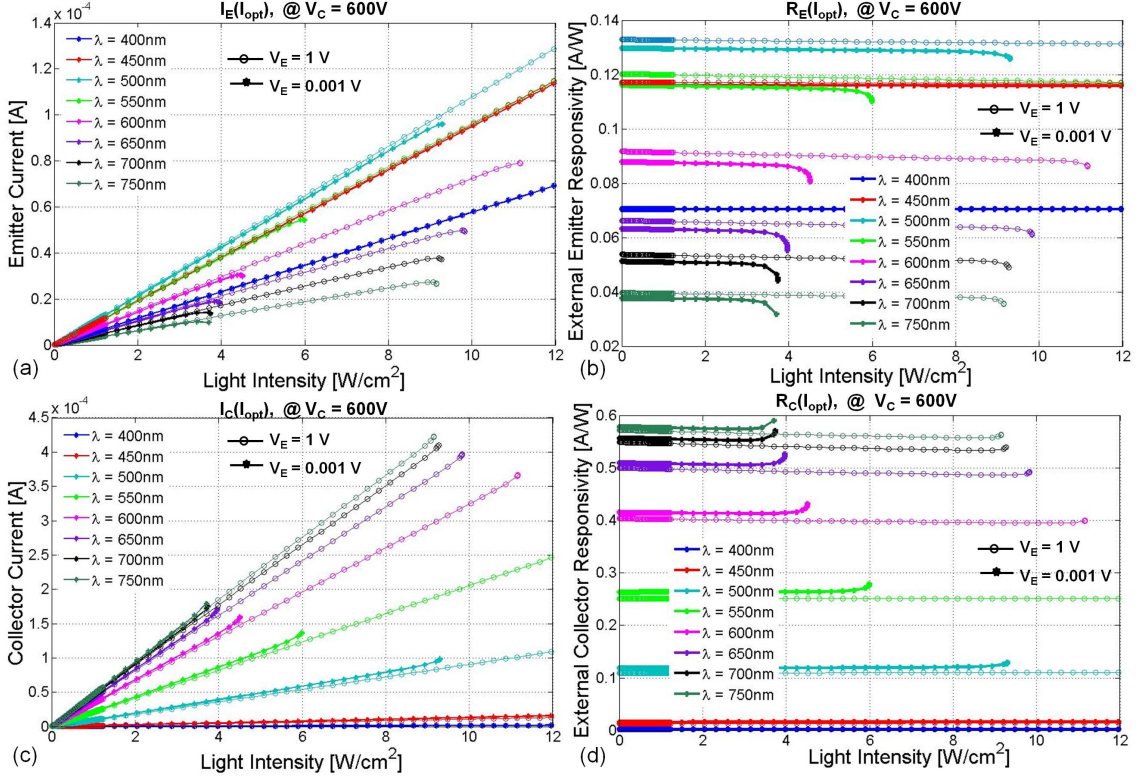 I_E(I_opt), @ V_C = 600V
1.4 x 10^-4
1.2
1
0.8
0.6
0.4
0.2
0
0 2 4 6 8 10 12
Emitter Current [A]
Light Intensity [W/cm²]
λ = 400nm
λ = 450nm
λ = 500nm
λ = 550nm
λ = 600nm
λ = 650nm
λ = 700nm
λ = 750nm
V_E = 1 V
V_E = 0.001 V
(a)
R_E(I_opt), @ V_C = 600V
0.14
0.12
0.1
0.08
0.06
0.04
0.02
0 2 4 6 8 10 12
External Emitter Responsivity [A/W]
Light Intensity [W/cm²]
V_E = 1 V
V_E = 0.001 V
λ = 400nm
λ = 450nm
λ = 500nm
λ = 550nm
λ = 600nm
λ = 650nm
λ = 700nm
λ = 750nm
(b)
I_C(I_opt), @ V_C = 600V
4.5 x 10^-4
4
3.5
3
2.5
2
1.5
1
0.5
0
0 2 4 6 8 10 12
Collector Current [A]
Light Intensity [W/cm²]
λ = 400nm
λ = 450nm
λ = 500nm
λ = 550nm
λ = 600nm
λ = 650nm
λ = 700nm
λ = 750nm
V_E = 1 V
V_E = 0.001 V
(c)
R_C(I_opt), @ V_C = 600V
0.6
0.5
0.4
0.3
0.2
0.1
0
0 2 4 6 8 10 12
External Collector Responsivity [A/W]
Light Intensity [W/cm²]
λ = 400nm
λ = 450nm
λ = 500nm
λ = 550nm
λ = 600nm
λ = 650nm
λ = 700nm
λ = 750nm
V_E = 1 V
V_E = 0.001 V
(d)